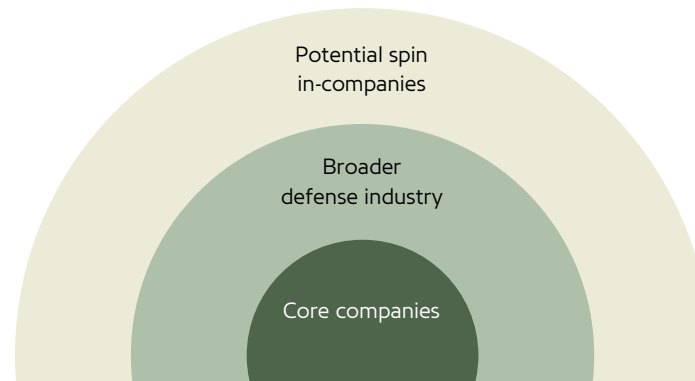 Potential spin
in-companies
Broader
defense industry
Core companies